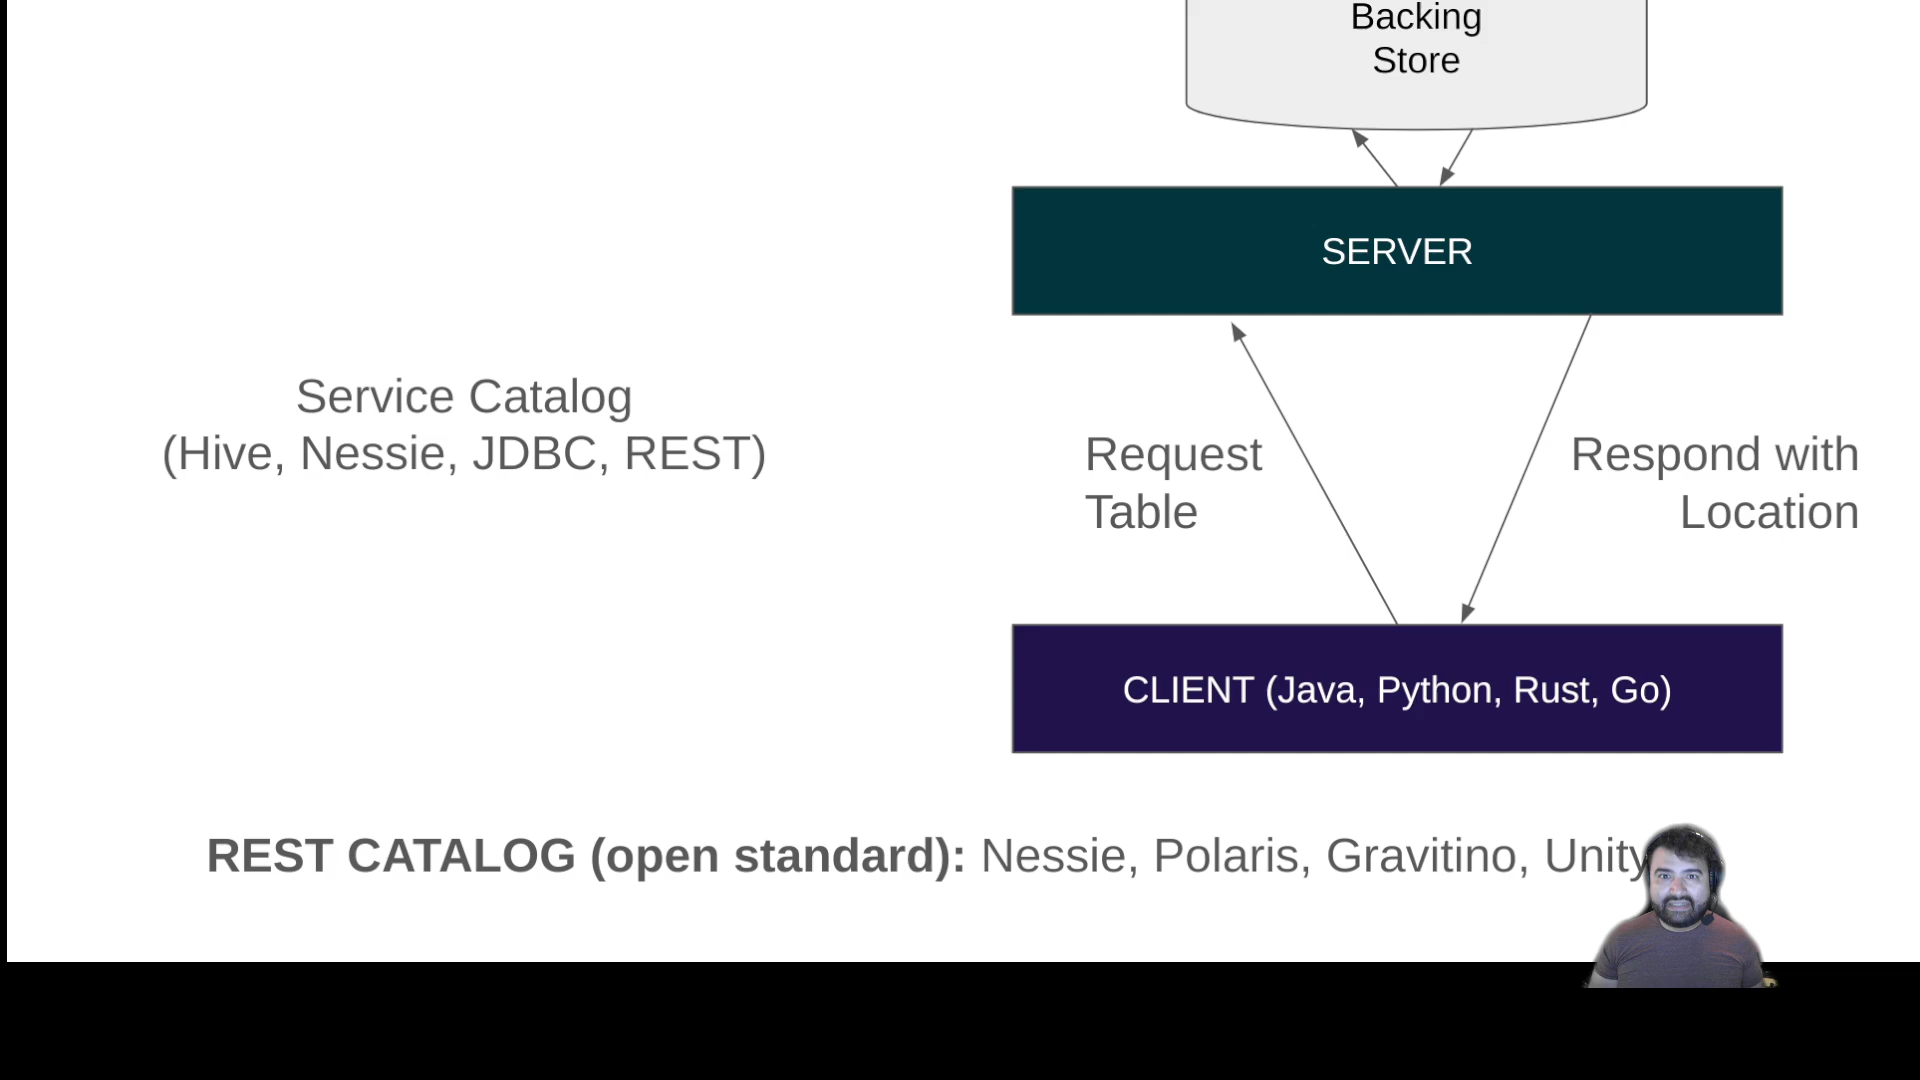 Backing
Store
SERVER
Service Catalog
(Hive, Nessie, JDBC, REST)
Request
Table
Respond with
Location
CLIENT (Java, Python, Rust, Go)
REST CATALOG (open standard): Nessie, Polaris, Gravitino, Unity